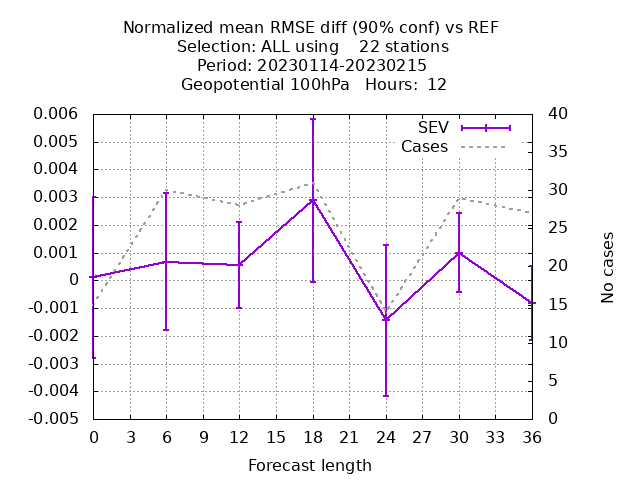 Normalized mean RMSE diff (90% conf) vs REF
Selection: ALL using    22 stations
Period: 20230114-20230215
Geopotential 100hPa   Hours:  12
SEV
Cases
0.006
0.005
0.004
0.003
0.002
0.001
0
-0.001
-0.002
-0.003
-0.004
-0.005
40
35
30
25
20
15
10
5
0
No cases
0 3 6 9 12 15 18 21 24 27 30 33 36
Forecast length